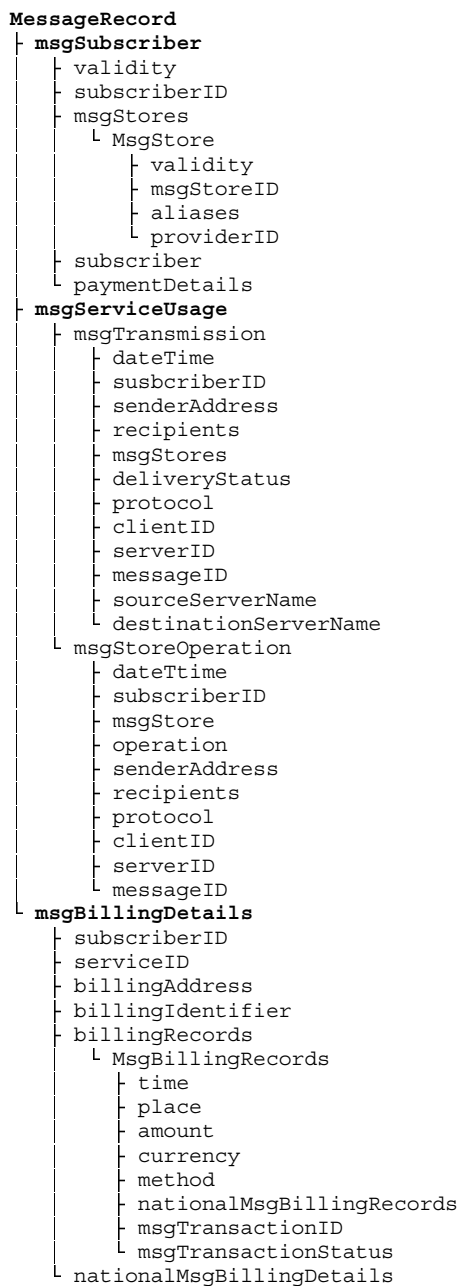 MessageRecord
├ msgSubscriber
│ ├ validity
│ ├ subscriberID
│ ├ msgStores
│ │ └ MsgStore
│ │ ├ validity
│ │ ├ msgStoreID
│ │ ├ aliases
│ │ └ providerID
│ ├ subscriber
│ └ paymentDetails
├ msgServiceUsage
│ ├ msgTransmission
│ │ ├ dateTime
│ │ ├ susbcriberID
│ │ ├ senderAddress
│ │ ├ recipients
│ │ ├ msgStores
│ │ ├ deliveryStatus
│ │ ├ protocol
│ │ ├ clientID
│ │ ├ serverID
│ │ ├ messageID
│ │ ├ sourceServerName
│ │ └ destinationServerName
│ └ msgStoreOperation
│ ├ dateTtime
│ ├ subscriberID
│ ├ msgStore
│ ├ operation
│ ├ senderAddress
│ ├ recipients
│ ├ protocol
│ ├ clientID
│ ├ serverID
│ └ messageID
└ msgBillingDetails
├ subscriberID
├ serviceID
├ billingAddress
├ billingIdentifier
├ billingRecords
│ └ MsgBillingRecords
│ ├ time
│ ├ place
│ ├ amount
│ ├ currency
│ ├ method
│ ├ nationalMsgBillingRecords
│ ├ msgTransactionID
│ └ msgTransactionStatus
└ nationalMsgBillingDetails